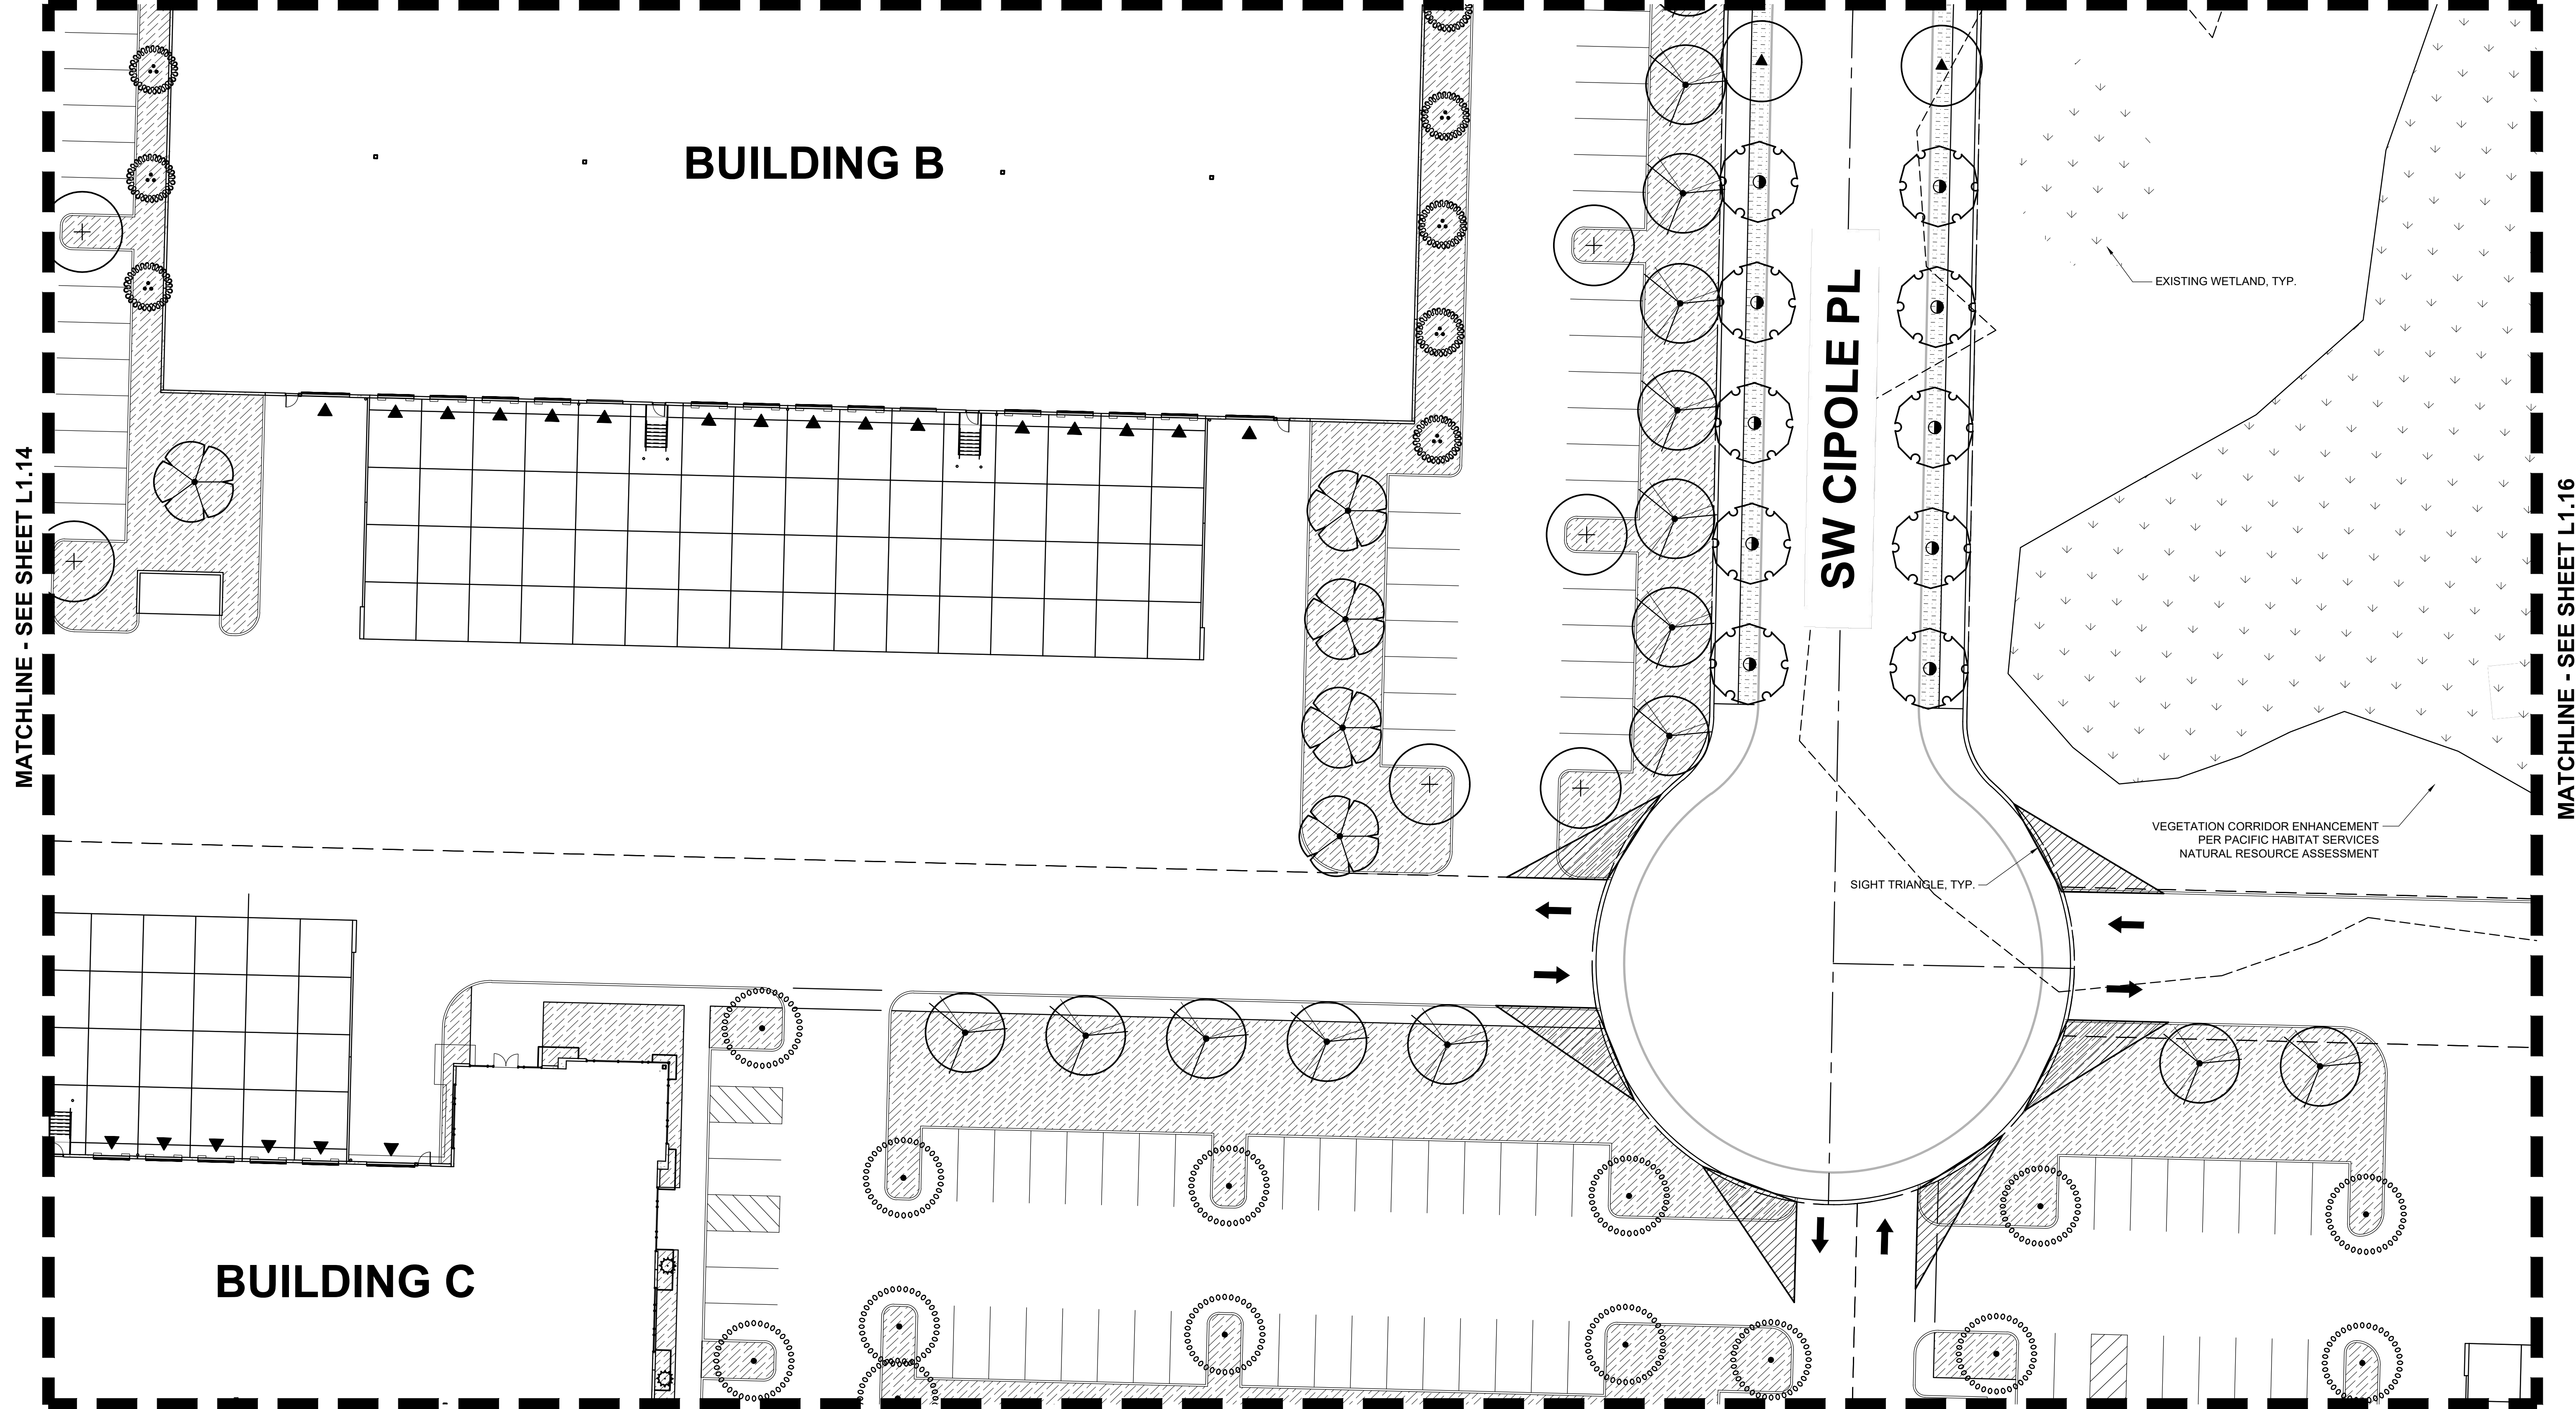 BUILDING B
SW CIPOLE PL
EXISTING WETLAND, TYP.
MATCHLINE - SEE SHEET L1.14
MATCHLINE - SEE SHEET L1.16
VEGETATION CORRIDOR ENHANCEMENT
PER PACIFIC HABITAT SERVICES
NATURAL RESOURCE ASSESSMENT
SIGHT TRIANGLE, TYP.
BUILDING C